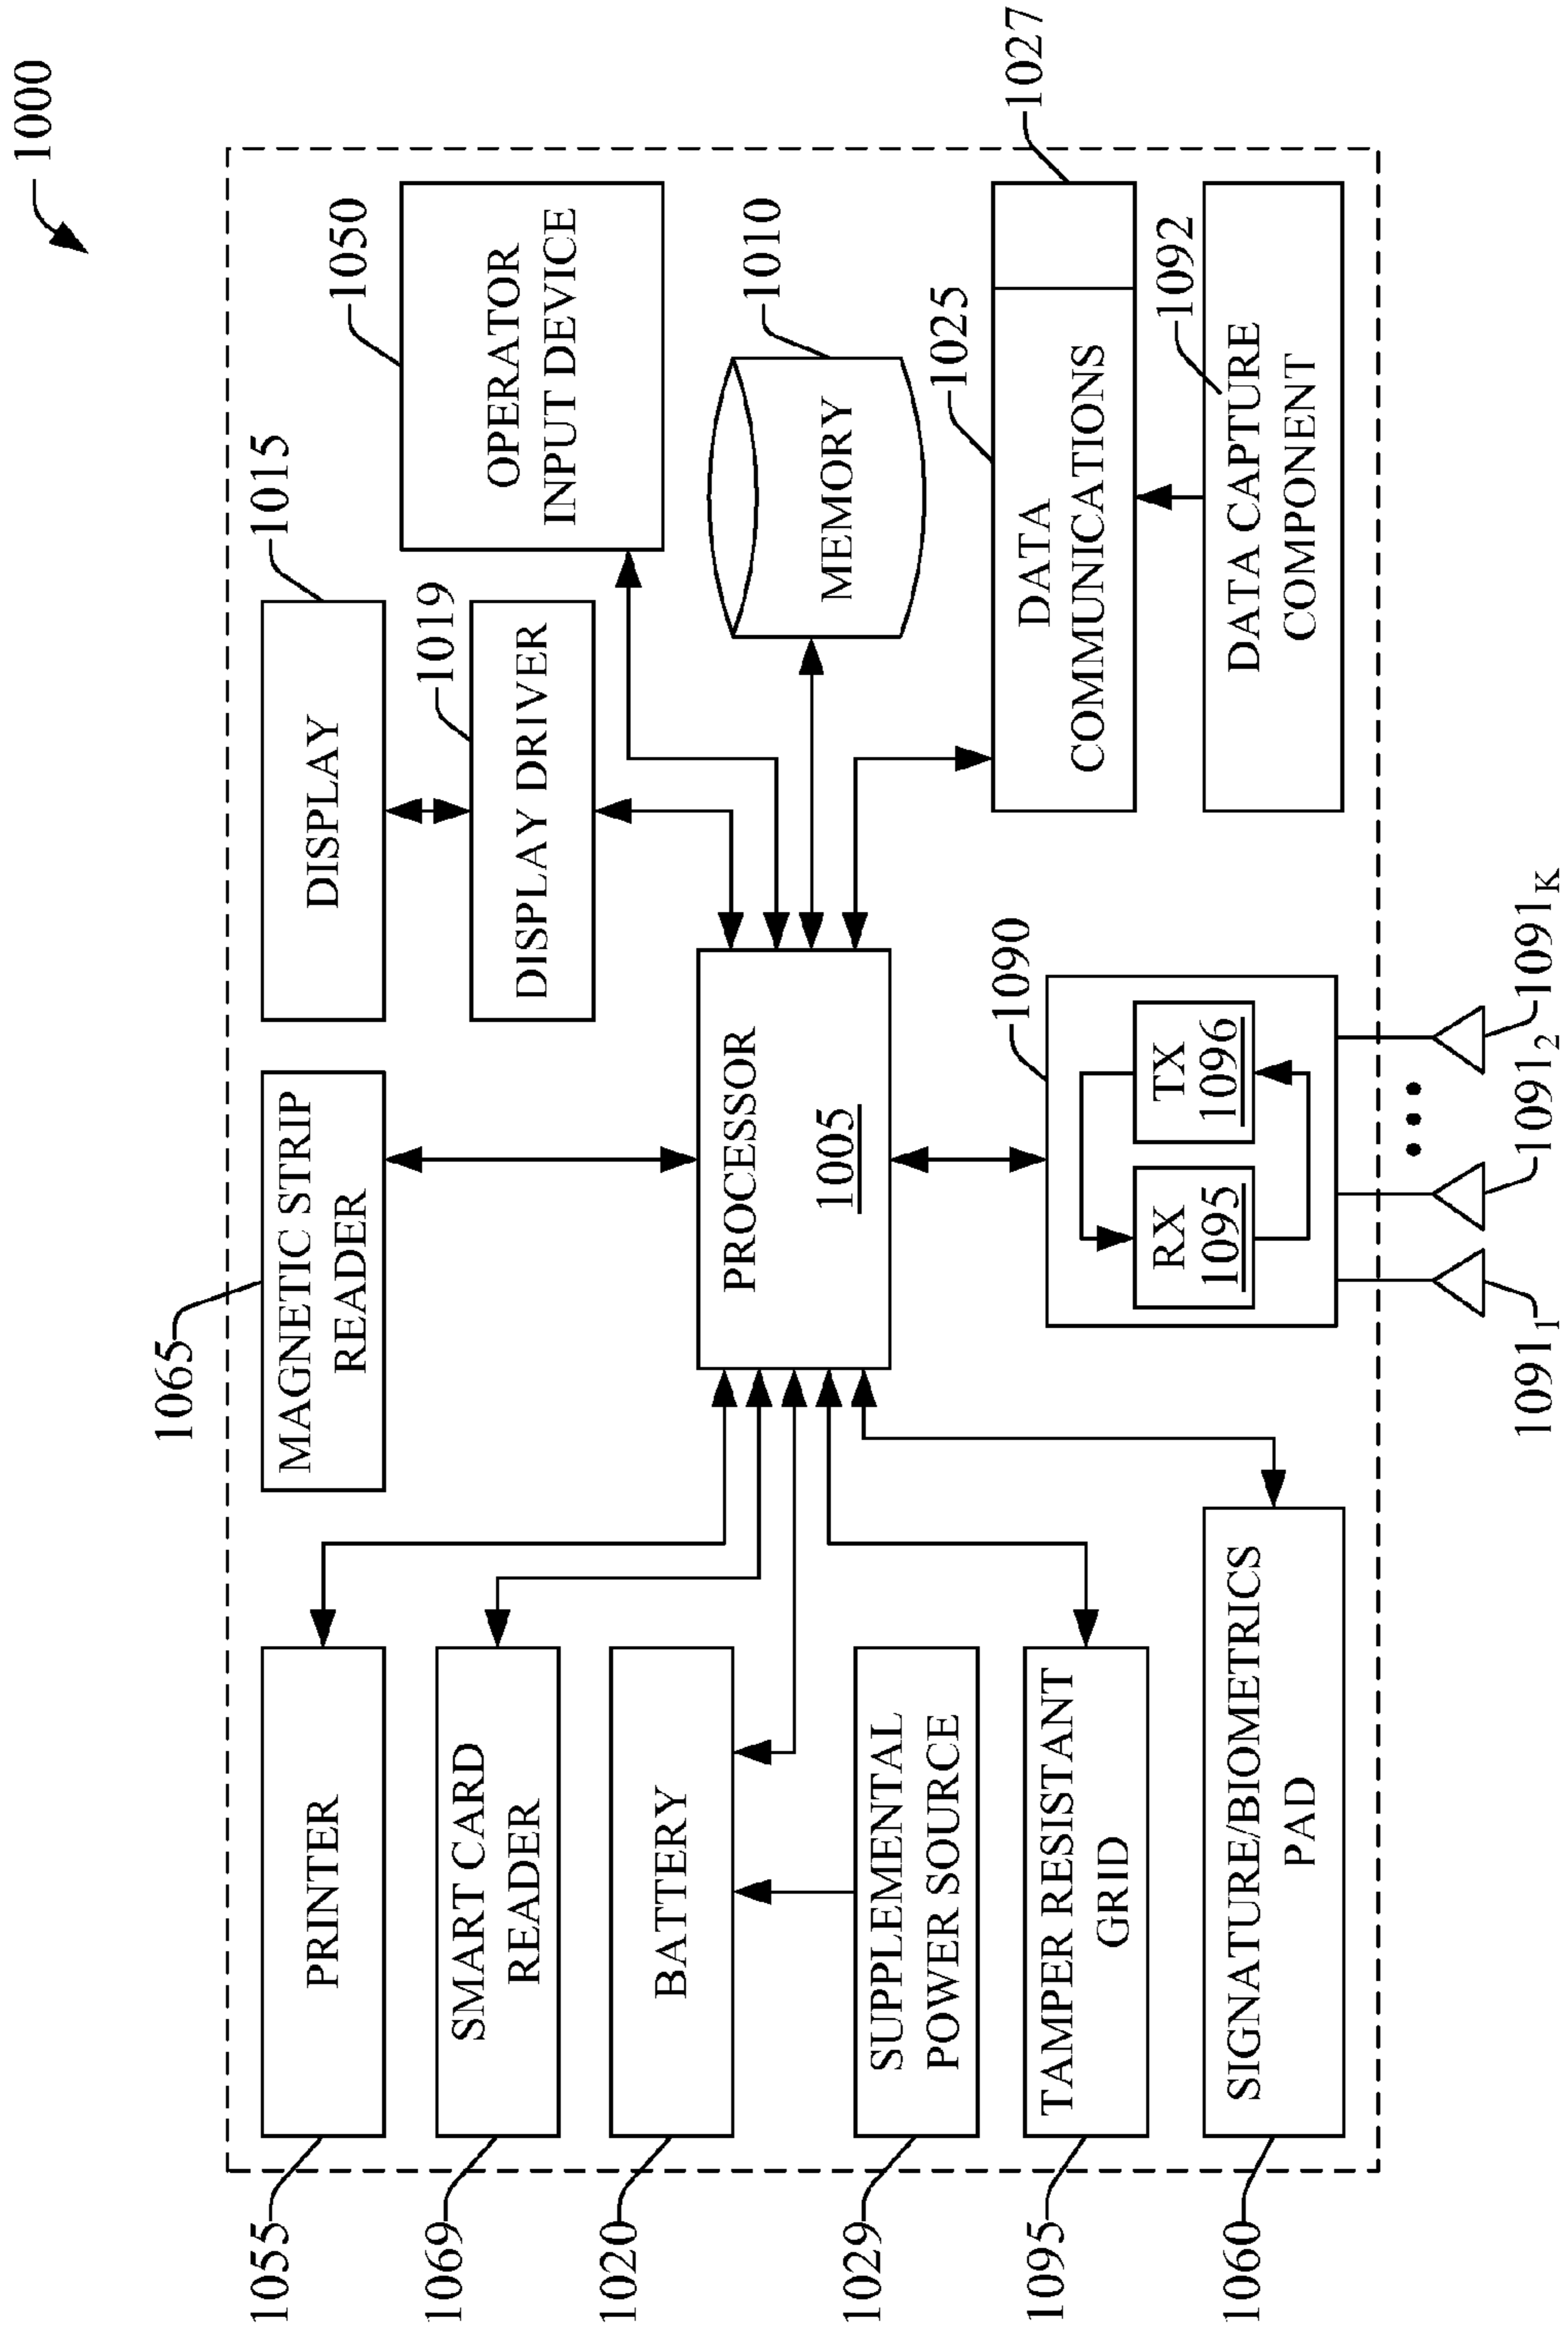 1000
1065
1015
1050
1055
PRINTER
MAGNETIC STRIP
READER
DISPLAY
1019
OPERATOR
INPUT DEVICE
1069
SMART CARD
READER
DISPLAY DRIVER
1020
BATTERY
PROCESSOR
1005
MEMORY
1010
1029
SUPPLEMENTAL
POWER SOURCE
1090
1025
1027
1095
TAMPER RESISTANT
GRID
RX
1095
TX
1096
DATA
COMMUNICATIONS
1092
1060
SIGNATURE/BIOMETRICS
PAD
DATA CAPTURE
COMPONENT
1091₁
1091₂
1091K